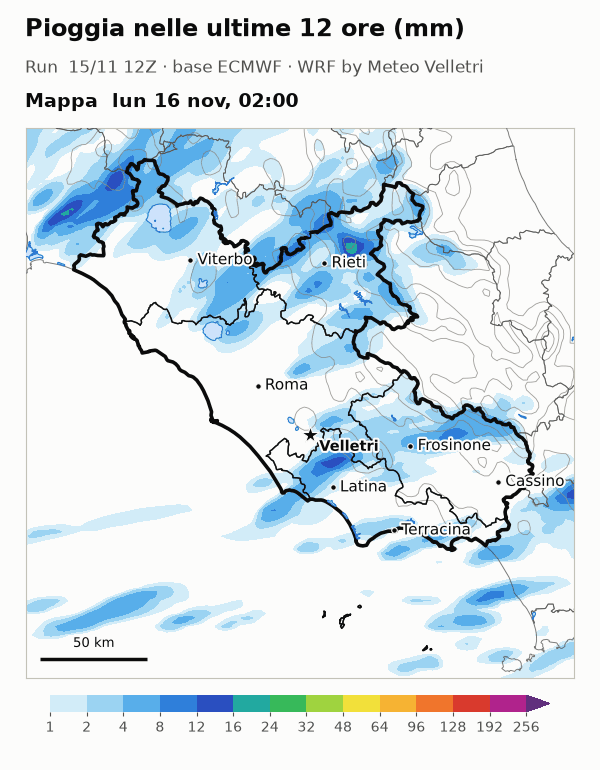 Pioggia nelle ultime 12 ore (mm)
Run  15/11 12Z · base ECMWF · WRF by Meteo Velletri
Mappa  lun 16 nov, 02:00
Viterbo
Rieti
Roma
Velletri
Frosinone
Cassino
Latina
Terracina
50 km
1 2 4 8 12 16 24 32 48 64 96 128 192 256